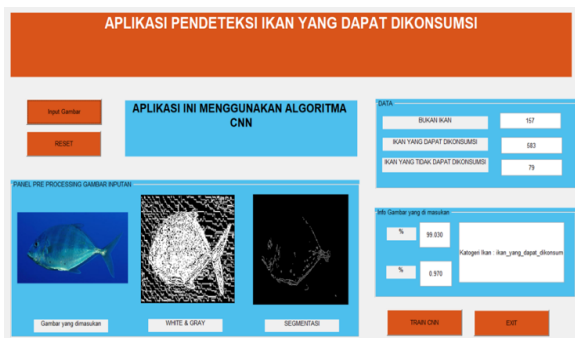 APLIKASI PENDETEKSI IKAN YANG DAPAT DIKONSUMSI
Input Gambar
RESET
APLIKASI INI MENGGUNAKAN ALGORITMA
CNN
DATA
BUKAN IKAN
157
IKAN YANG DAPAT DIKONSUMSI
683
IKAN YANG TIDAK DAPAT DIKONSUMSI
79
PANEL PRE PROCESSING GAMBAR INPUTAN
Gambar yang dimasukan
WHITE & GRAY
SEGMENTASI
Info Gambar yang di masukan
%
99.030
%
0.970
Katogeri Ikan : ikan_yang_dapat_dikonsum
TRAIN CNN
EXIT